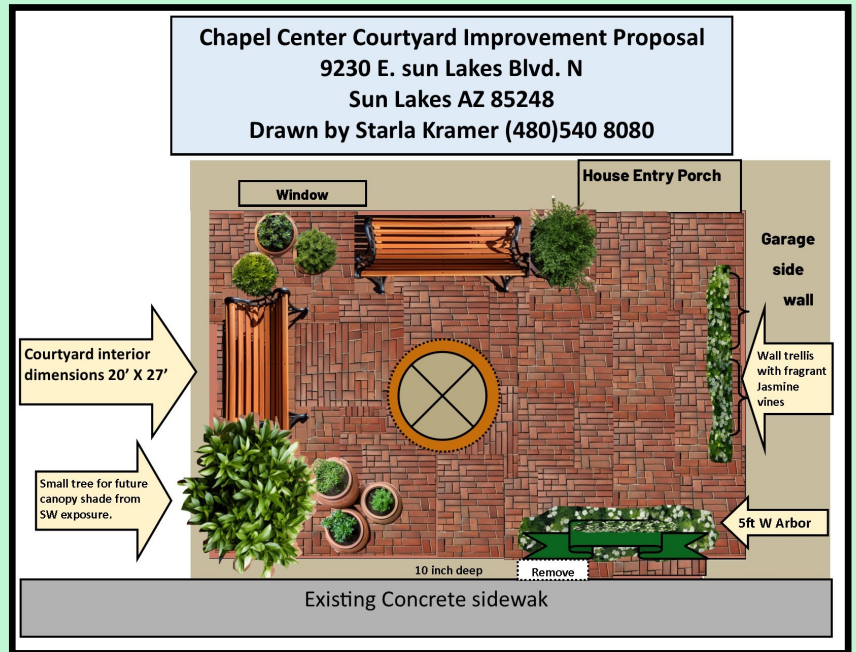 Chapel Center Courtyard Improvement Proposal
9230 E. sun Lakes Blvd. N
Sun Lakes AZ 85248
Drawn by Starla Kramer (480)540 8080
House Entry Porch
Window
Garage
side
wall
Courtyard interior
dimensions 20’ X 27’
Wall trellis
with fragrant
Jasmine
vines
Small tree for future
canopy shade from
SW exposure.
5ft W Arbor
10 inch deep
Remove
Existing Concrete sidewak